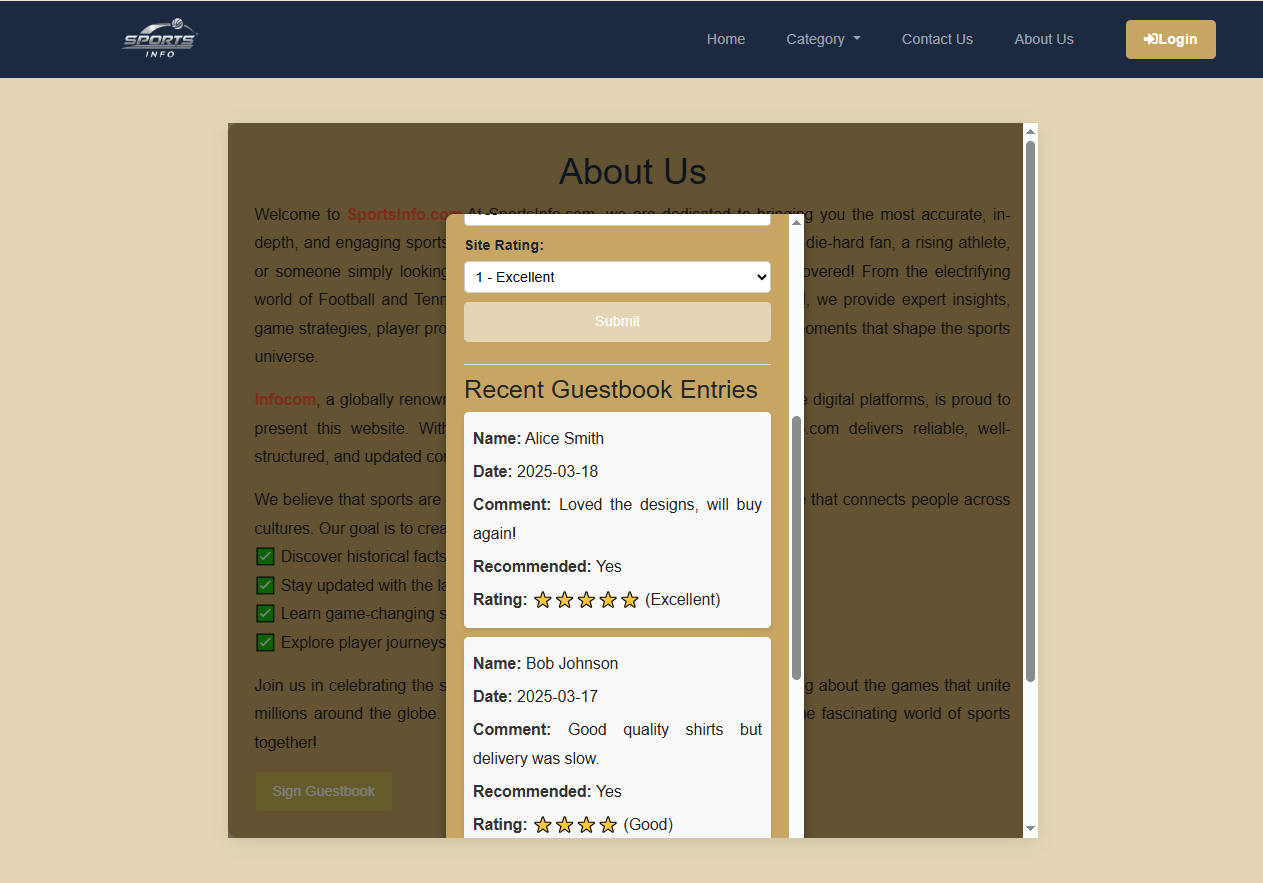 SPORTS
INFO
Home
Category
Contact Us
About Us
Login
About Us
Welcome to SportsInfo.com At SportsInfo.com, we are dedicated to bringing you the most accurate, in-
depth, and engaging sports die-hard fan, a rising athlete,
or someone simply looking overed! From the electrifying
world of Football and Tenn we provide expert insights,
game strategies, player pro oments that shape the sports
universe.
Infocom, a globally renown e digital platforms, is proud to
present this website. With .com delivers reliable, well-
structured, and updated con
We believe that sports are that connects people across
cultures. Our goal is to crea
✅ Discover historical facts
✅ Stay updated with the la
✅ Learn game-changing s
✅ Explore player journeys
Join us in celebrating the s g about the games that unite
millions around the globe. e fascinating world of sports
together!
Sign Guestbook
Site Rating:
1 - Excellent
Submit
Recent Guestbook Entries
Name: Alice Smith
Date: 2025-03-18
Comment: Loved the designs, will buy
again!
Recommended: Yes
Rating: ⭐⭐⭐⭐⭐ (Excellent)
Name: Bob Johnson
Date: 2025-03-17
Comment: Good quality shirts but
delivery was slow.
Recommended: Yes
Rating: ⭐⭐⭐⭐ (Good)